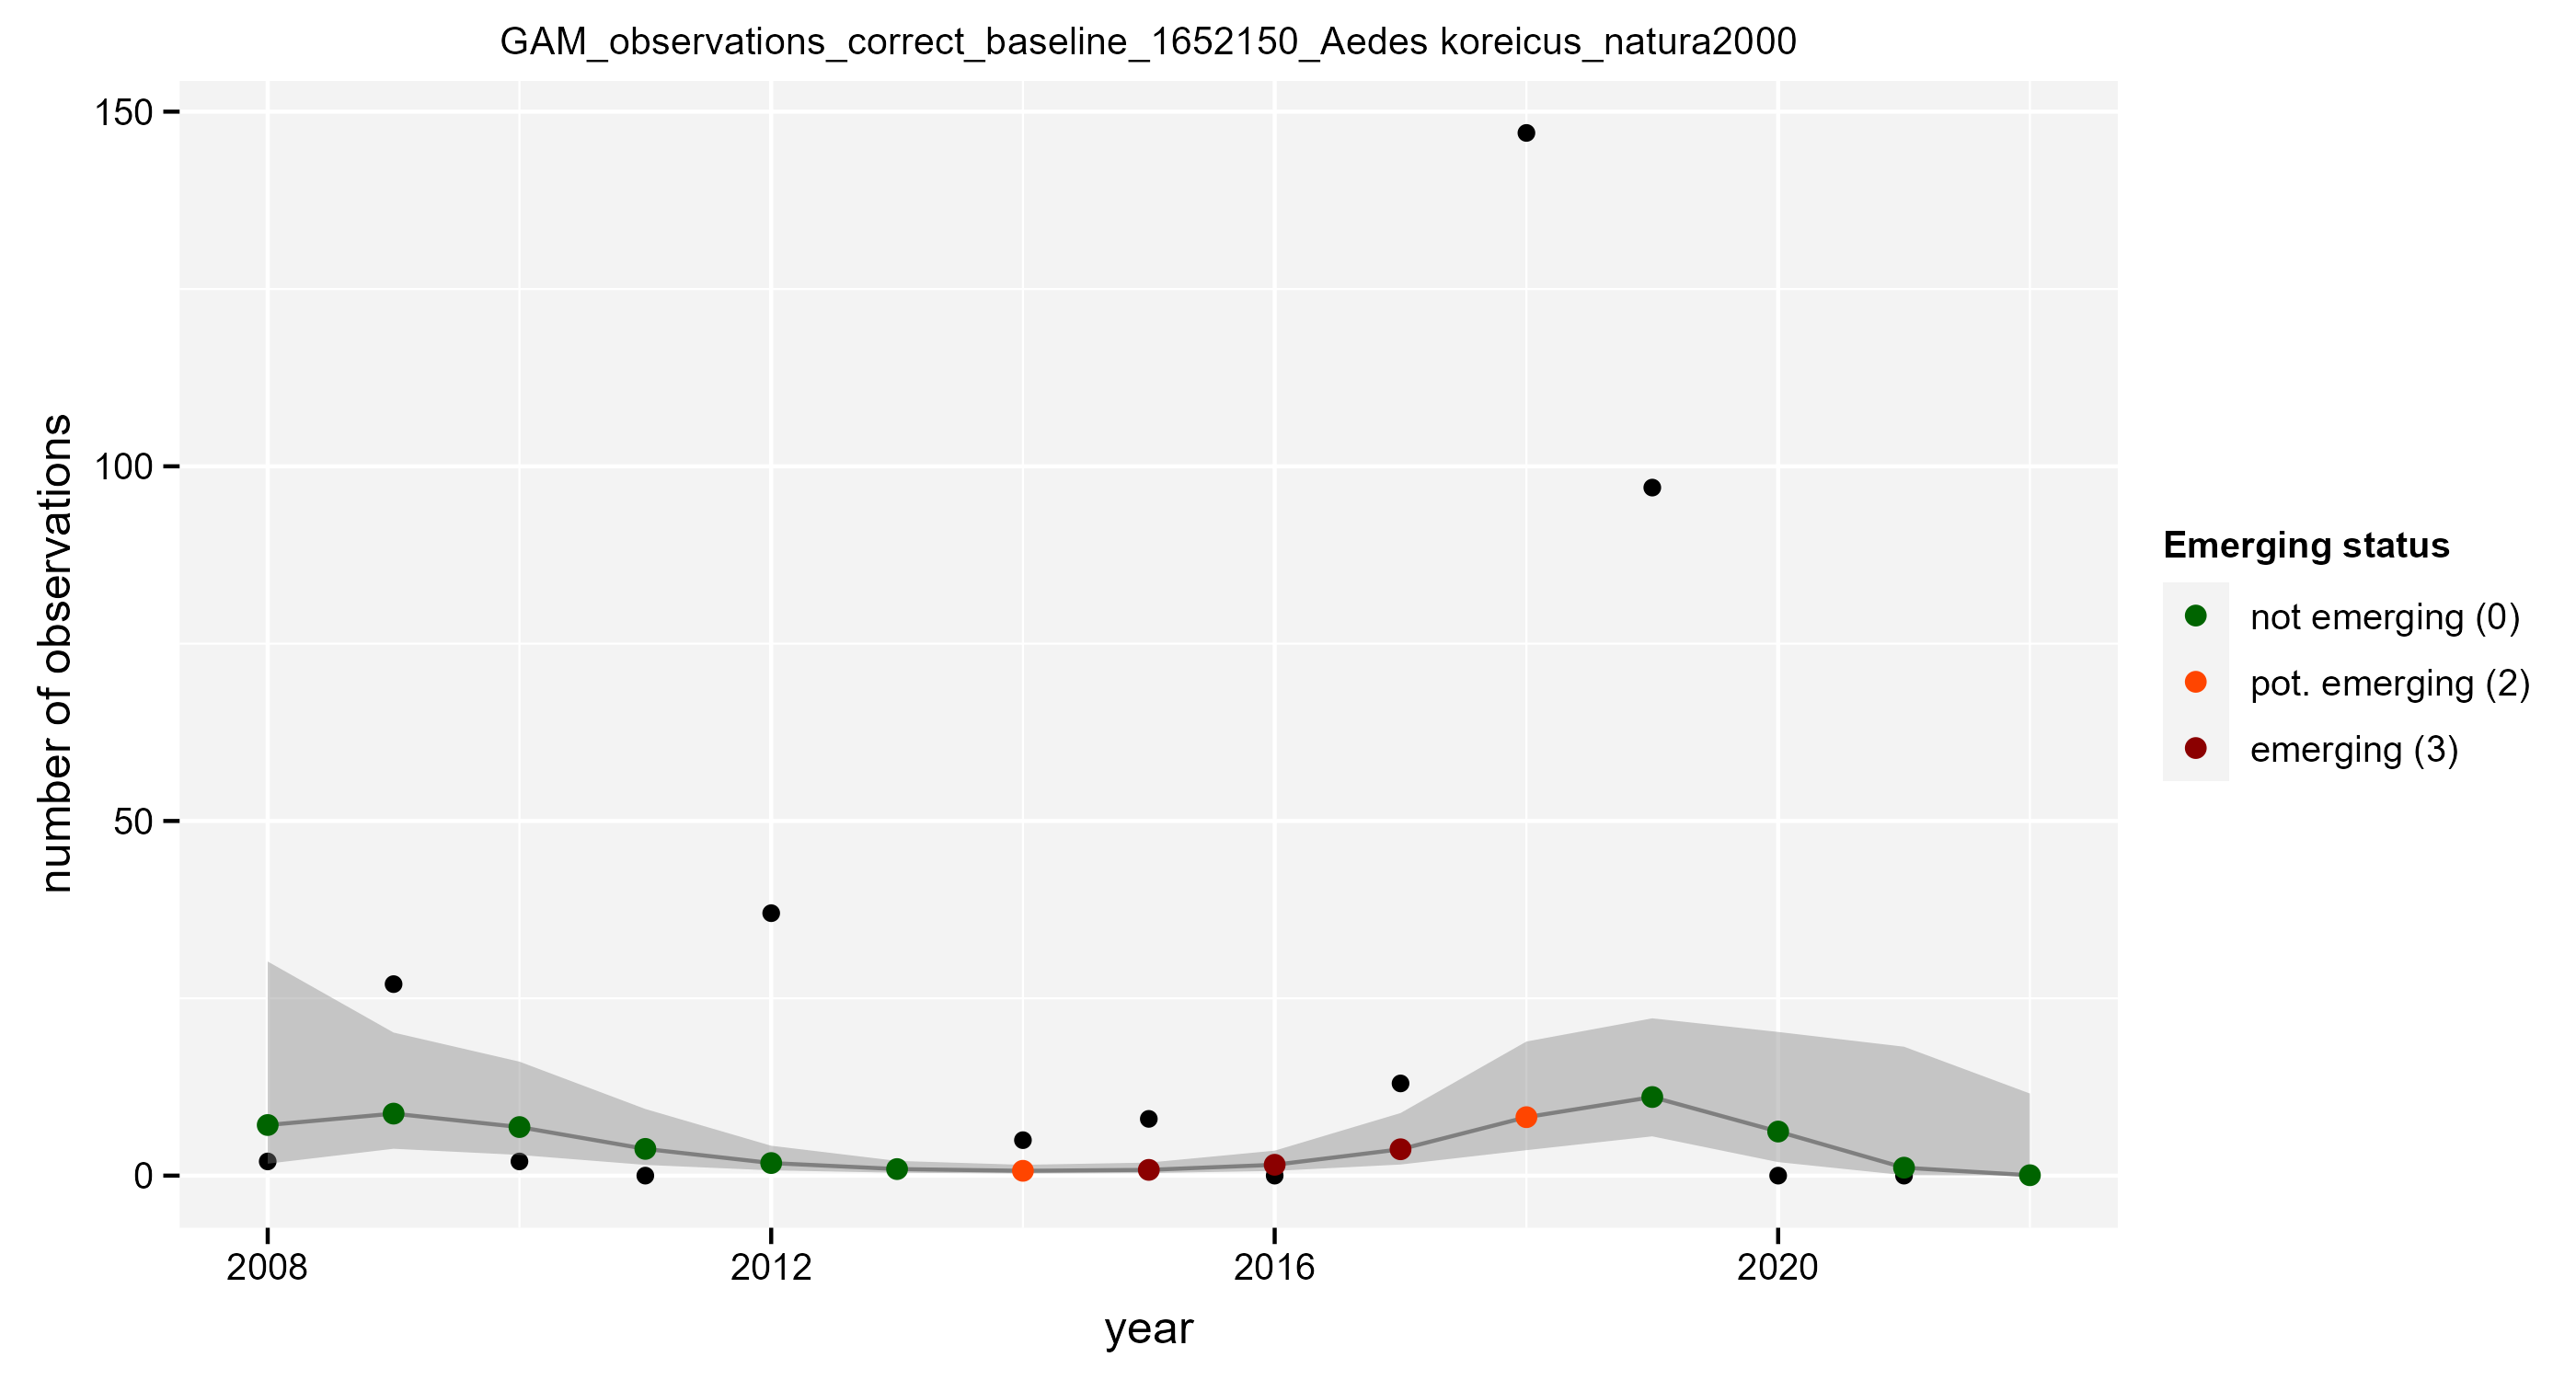 GAM_observations_correct_baseline_1652150_Aedes koreicus_natura2000
number of observations
150
100
50
0
2008 2012 2016 2020
year
Emerging status
not emerging (0)
pot. emerging (2)
emerging (3)